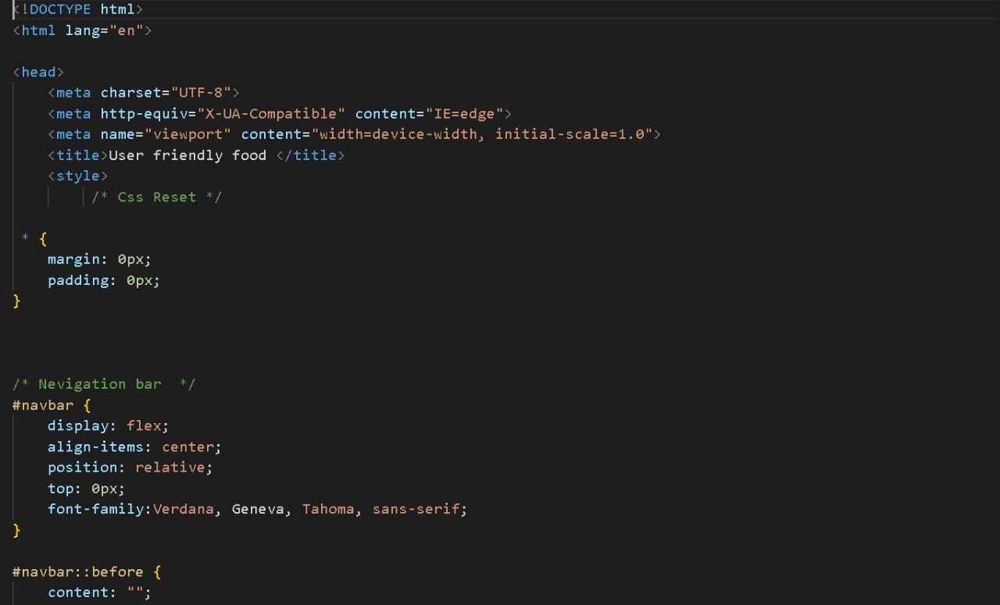 <!DOCTYPE html>
<html lang="en">
<head>
<meta charset="UTF-8">
<meta http-equiv="X-UA-Compatible" content="IE=edge">
<meta name="viewport" content="width=device-width, initial-scale=1.0">
<title>User friendly food </title>
<style>
/* Css Reset */
* {
margin: 0px;
padding: 0px;
}
/* Nevigation bar  */
#navbar {
display: flex;
align-items: center;
position: relative;
top: 0px;
font-family:Verdana, Geneva, Tahoma, sans-serif;
}
#navbar::before {
content: "";